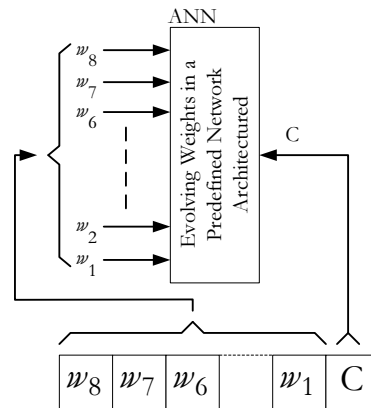 ANN
w8
w7
w6
w2
w1
Evolving Weights in a
Predefined Network
Architectured
C
w8 w7 w6 w1 C